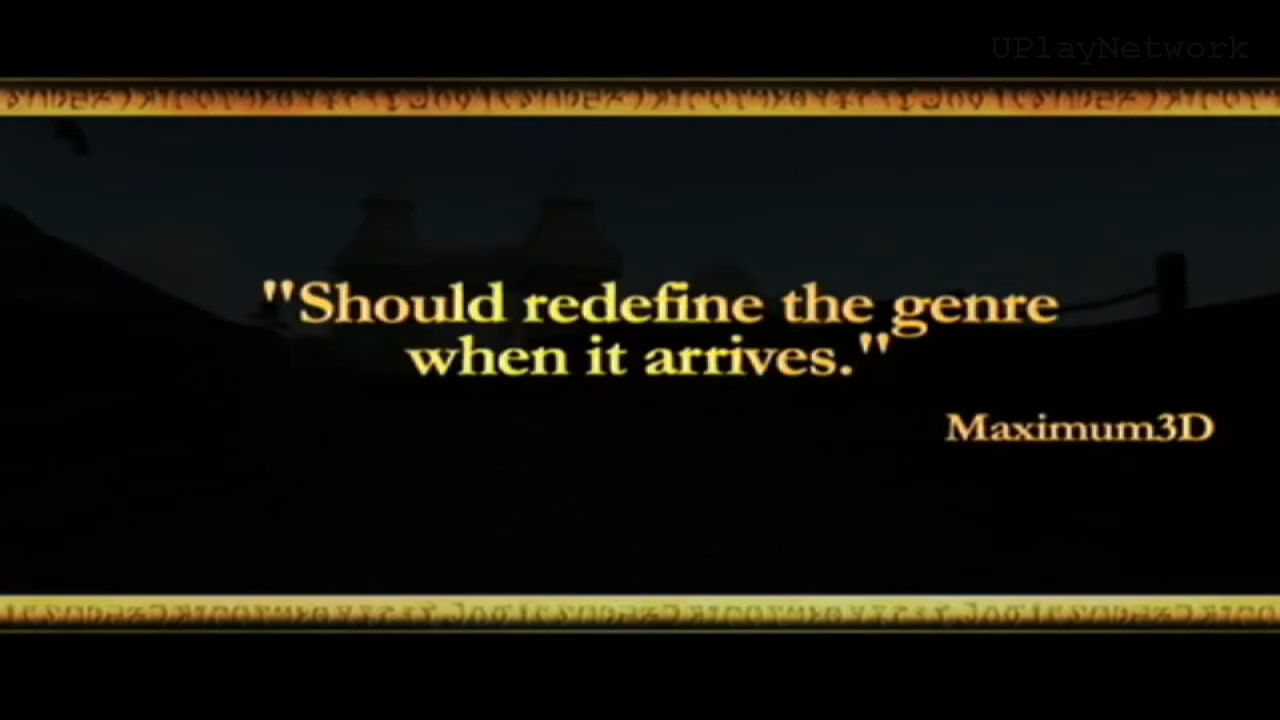 UPlayNetwork
"Should redefine the genre
when it arrives."
Maximum3D